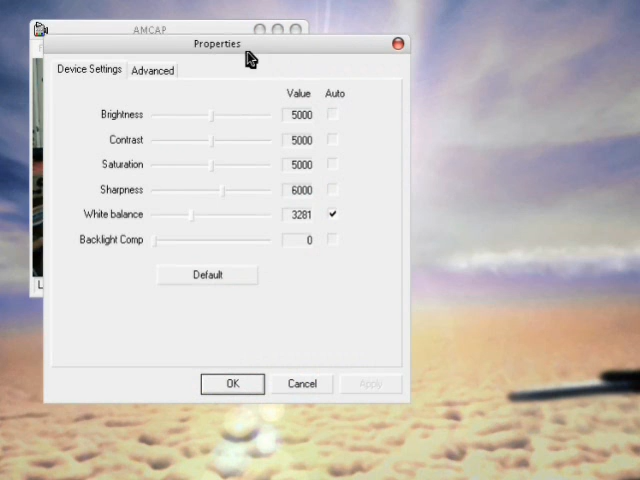 AMCAP
Properties
Device Settings Advanced
Value Auto
Brightness 5000
Contrast 5000
Saturation 5000
Sharpness 6000
White balance 3281
Backlight Comp 0
Default
OK Cancel Apply